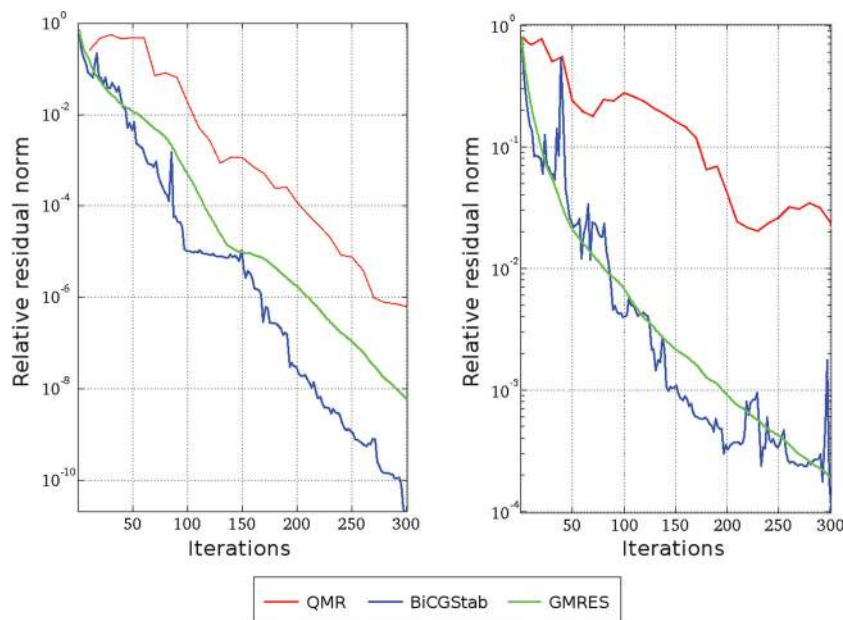 10^0
10^-2
10^-4
10^-6
10^-8
10^-10
Relative residual norm
50 100 150 200 250 300
Iterations
10^0
10^-1
10^-2
10^-3
10^-4
Relative residual norm
50 100 150 200 250 300
Iterations
QMR BiCGStab GMRES